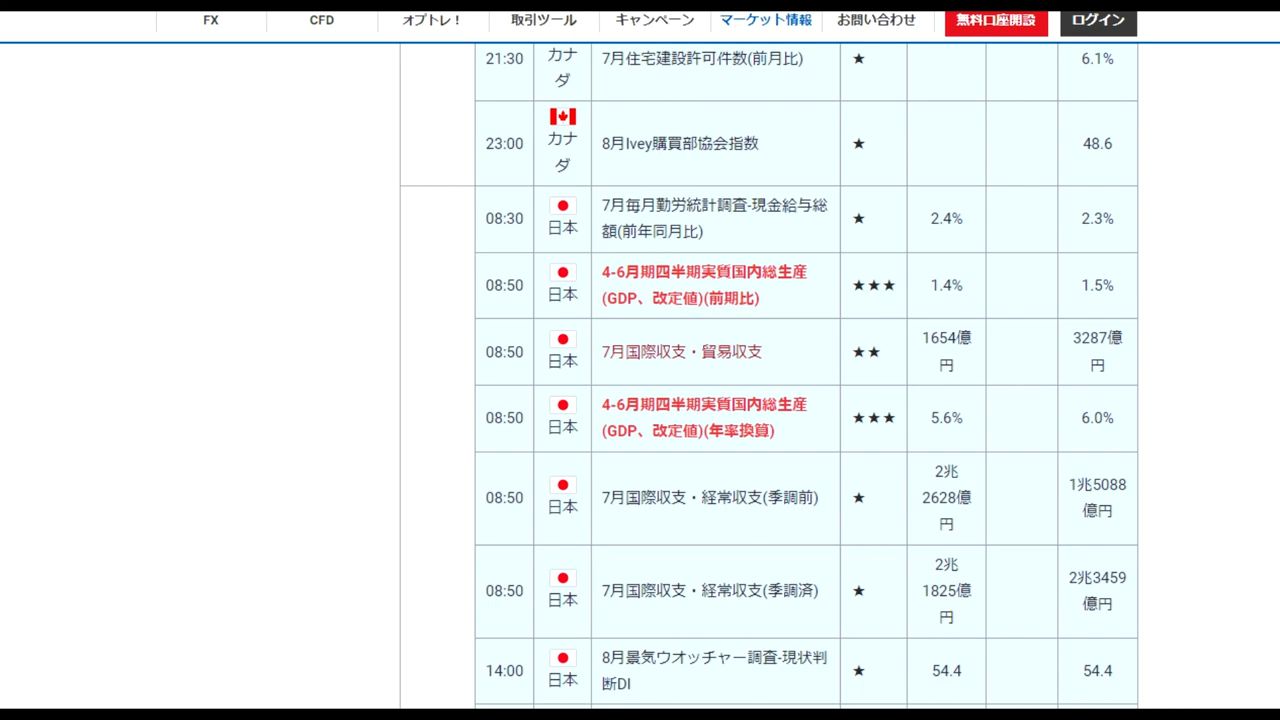 FX CFD オプトレ！ 取引ツール キャンペーン マーケット情報 お問い合わせ 無料口座開設 ログイン
21:30 カナダ 7月住宅建設許可件数(前月比) ★ 6.1%
23:00 カナダ 8月Ivey購買部協会指数 ★ 48.6
08:30 日本 7月毎月勤労統計調査-現金給与総
額(前年同月比) ★ 2.4% 2.3%
08:50 日本 4-6月期四半期実質国内総生産
(GDP、改定値)(前期比) ★★★ 1.4% 1.5%
08:50 日本 7月国際収支・貿易収支 ★★ 1654億円 3287億円
08:50 日本 4-6月期四半期実質国内総生産
(GDP、改定値)(年率換算) ★★★ 5.6% 6.0%
08:50 日本 7月国際収支・経常収支(季調前) ★ 2兆2628億円 1兆5088億円
08:50 日本 7月国際収支・経常収支(季調済) ★ 2兆1825億円 2兆3459億円
14:00 日本 8月景気ウオッチャー調査-現状判
断DI ★ 54.4 54.4